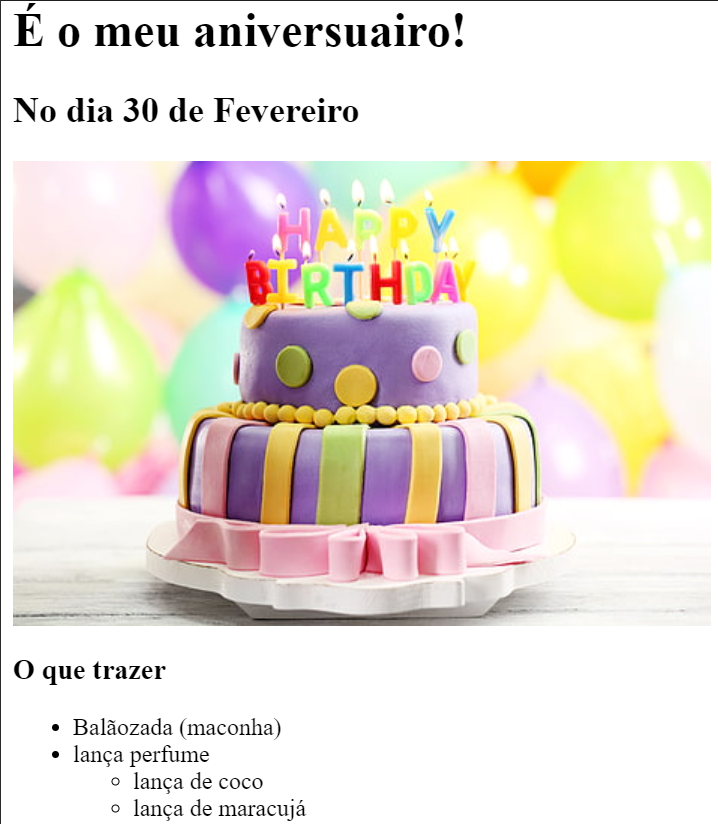 É o meu aniversuairo!
No dia 30 de Fevereiro
HAPPY
BIRTHDAY
O que trazer
Balãozada (maconha)
lança perfume
lança de coco
lança de maracujá